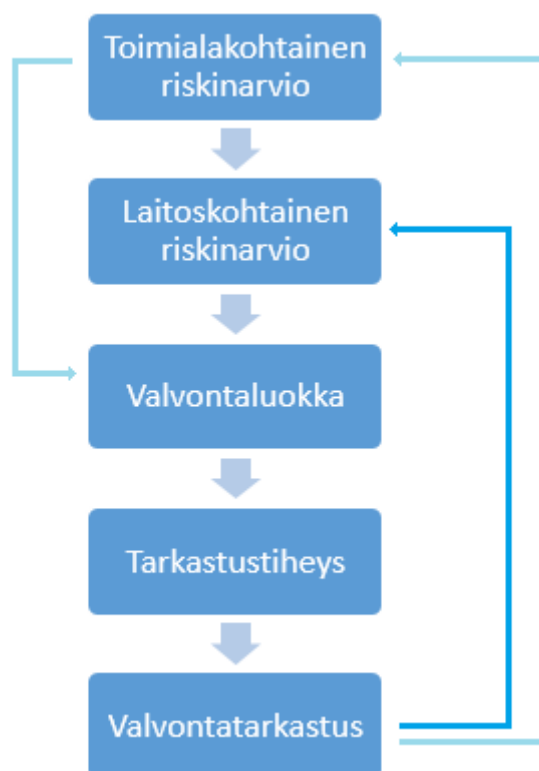 Toimialakohtainen
riskinarvio
Laitoskohtainen
riskinarvio
Valvontaluokka
Tarkastustiheys
Valvontatarkastus